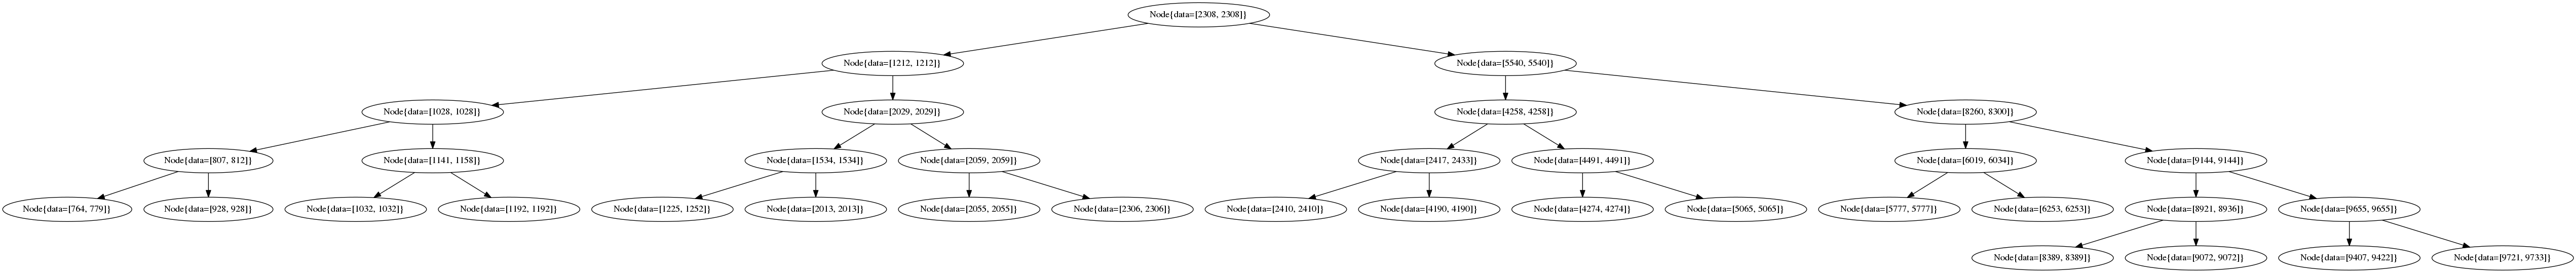 Node{data=[2308, 2308]}
Node{data=[1212, 1212]}
Node{data=[5540, 5540]}
Node{data=[1028, 1028]}
Node{data=[2029, 2029]}
Node{data=[4258, 4258]}
Node{data=[8260, 8300]}
Node{data=[807, 812]}
Node{data=[1141, 1158]}
Node{data=[1534, 1534]}
Node{data=[2059, 2059]}
Node{data=[2417, 2433]}
Node{data=[4491, 4491]}
Node{data=[6019, 6034]}
Node{data=[9144, 9144]}
Node{data=[764, 779]}
Node{data=[928, 928]}
Node{data=[1032, 1032]}
Node{data=[1192, 1192]}
Node{data=[1225, 1252]}
Node{data=[2013, 2013]}
Node{data=[2055, 2055]}
Node{data=[2306, 2306]}
Node{data=[2410, 2410]}
Node{data=[4190, 4190]}
Node{data=[4274, 4274]}
Node{data=[5065, 5065]}
Node{data=[5777, 5777]}
Node{data=[6253, 6253]}
Node{data=[8921, 8936]}
Node{data=[9655, 9655]}
Node{data=[8389, 8389]}
Node{data=[9072, 9072]}
Node{data=[9407, 9422]}
Node{data=[9721, 9733]}